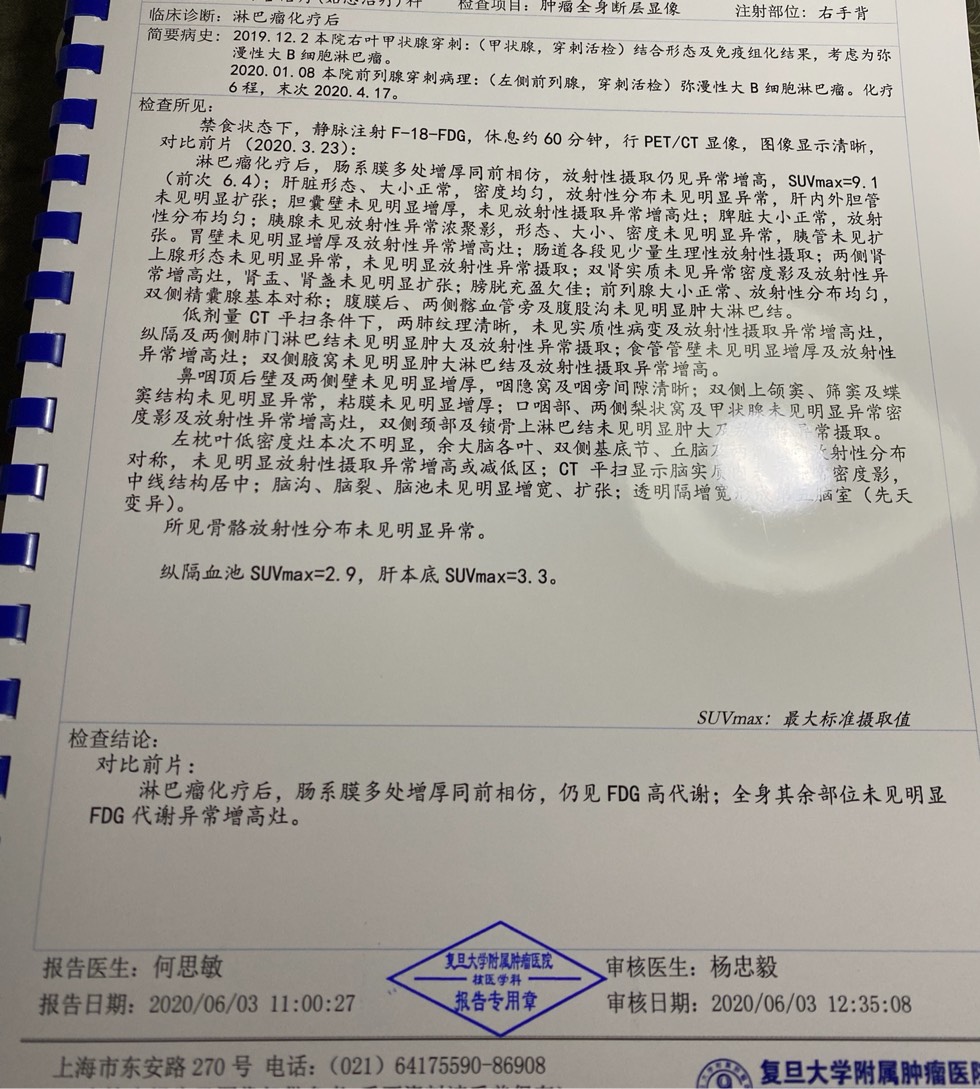 检查项目：肿瘤全身断层显像
注射部位：右手背
临床诊断：淋巴瘤化疗后
简要病史：2019.12.2 本院右叶甲状腺穿刺：（甲状腺，穿刺活检）结合形态及免疫组化结果，考虑为弥
漫性大 B 细胞淋巴瘤。
2020.01.08 本院前列腺穿刺病理：（左侧前列腺，穿刺活检）弥漫性大 B 细胞淋巴瘤。化疗
6 程，末次 2020.4.17。
检查所见：
禁食状态下，静脉注射 F-18-FDG，休息约 60 分钟，行 PET/CT 显像，图像显示清晰，
对比前片（2020.3.23）：
淋巴瘤化疗后，肠系膜多处增厚同前相仿，放射性摄取仍见异常增高，SUVmax=9.1
（前次 6.4）；肝脏形态、大小正常，密度均匀，放射性分布未见明显异常，肝内外胆管
未见明显扩张；胆囊壁未见明显增厚，未见放射性摄取异常增高灶；脾脏大小正常，放射
性分布均匀；胰腺未见放射性异常浓聚影，形态、大小、密度未见明显异常，胰管未见扩
张。胃壁未见明显增厚及放射性异常增高灶；肠道各段见少量生理性放射性摄取；两侧肾
上腺形态未见明显异常，未见明显放射性异常摄取；双肾实质未见异常密度影及放射性异
常增高灶，肾盂、肾盏未见明显扩张；膀胱充盈欠佳；前列腺大小正常、放射性分布均匀，
双侧精囊腺基本对称；腹膜后、两侧髂血管旁及腹股沟未见明显肿大淋巴结。
低剂量 CT 平扫条件下，两肺纹理清晰，未见实质性病变及放射性摄取异常增高灶，
纵隔及两侧肺门淋巴结未见明显肿大及放射性异常摄取；食管管壁未见明显增厚及放射性
异常增高灶；双侧腋窝未见明显肿大淋巴结及放射性摄取异常增高。
鼻咽顶后壁及两侧壁未见明显增厚，咽隐窝及咽旁间隙清晰；双侧上颌窦、筛窦及蝶
窦结构未见明显异常，粘膜未见明显增厚；口咽部、两侧梨状窝及甲状腺未见明显异常密
度影及放射性异常增高灶，双侧颈部及锁骨上淋巴结未见明显肿大及 常摄取。
左枕叶低密度灶本次不明显，余大脑各叶、双侧基底节、丘脑 射性分布
对称，未见明显放射性摄取异常增高或减低区；CT 平扫显示脑实 密度影，
中线结构居中；脑沟、脑裂、脑池未见明显增宽、扩张；透明隔增宽 脑室（先天
变异）。
所见骨骼放射性分布未见明显异常。
纵隔血池 SUVmax=2.9，肝本底 SUVmax=3.3。
SUVmax：最大标准摄取值
检查结论：
对比前片：
淋巴瘤化疗后，肠系膜多处增厚同前相仿，仍见 FDG 高代谢；全身其余部位未见明显
FDG 代谢异常增高灶。
报告医生：何思敏
审核医生：杨忠毅
报告日期：2020/06/03 11:00:27
审核日期：2020/06/03 12:35:08
复旦大学附属肿瘤医院
核医学科
报告专用章
上海市东安路 270 号 电话：（021）64175590-86908
复旦大学附属肿瘤医